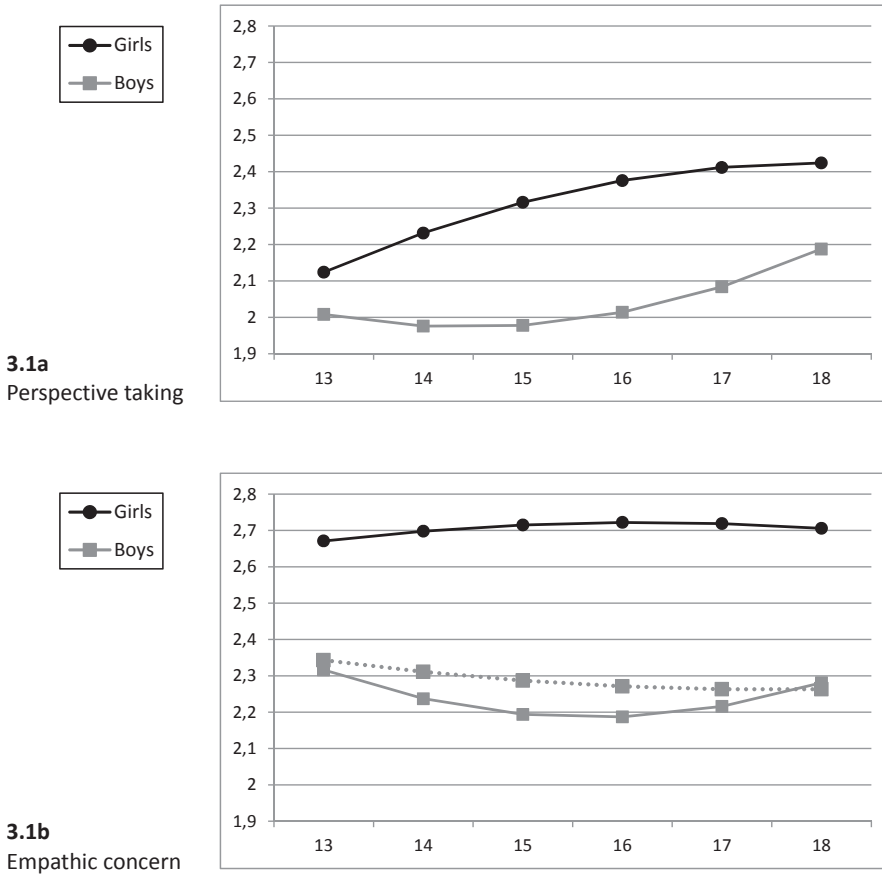 Girls
Boys
2,8
2,7
2,6
2,5
2,4
2,3
2,2
2,1
2
1,9
13 14 15 16 17 18
3.1a
Perspective taking
Girls
Boys
2,8
2,7
2,6
2,5
2,4
2,3
2,2
2,1
2
1,9
13 14 15 16 17 18
3.1b
Empathic concern